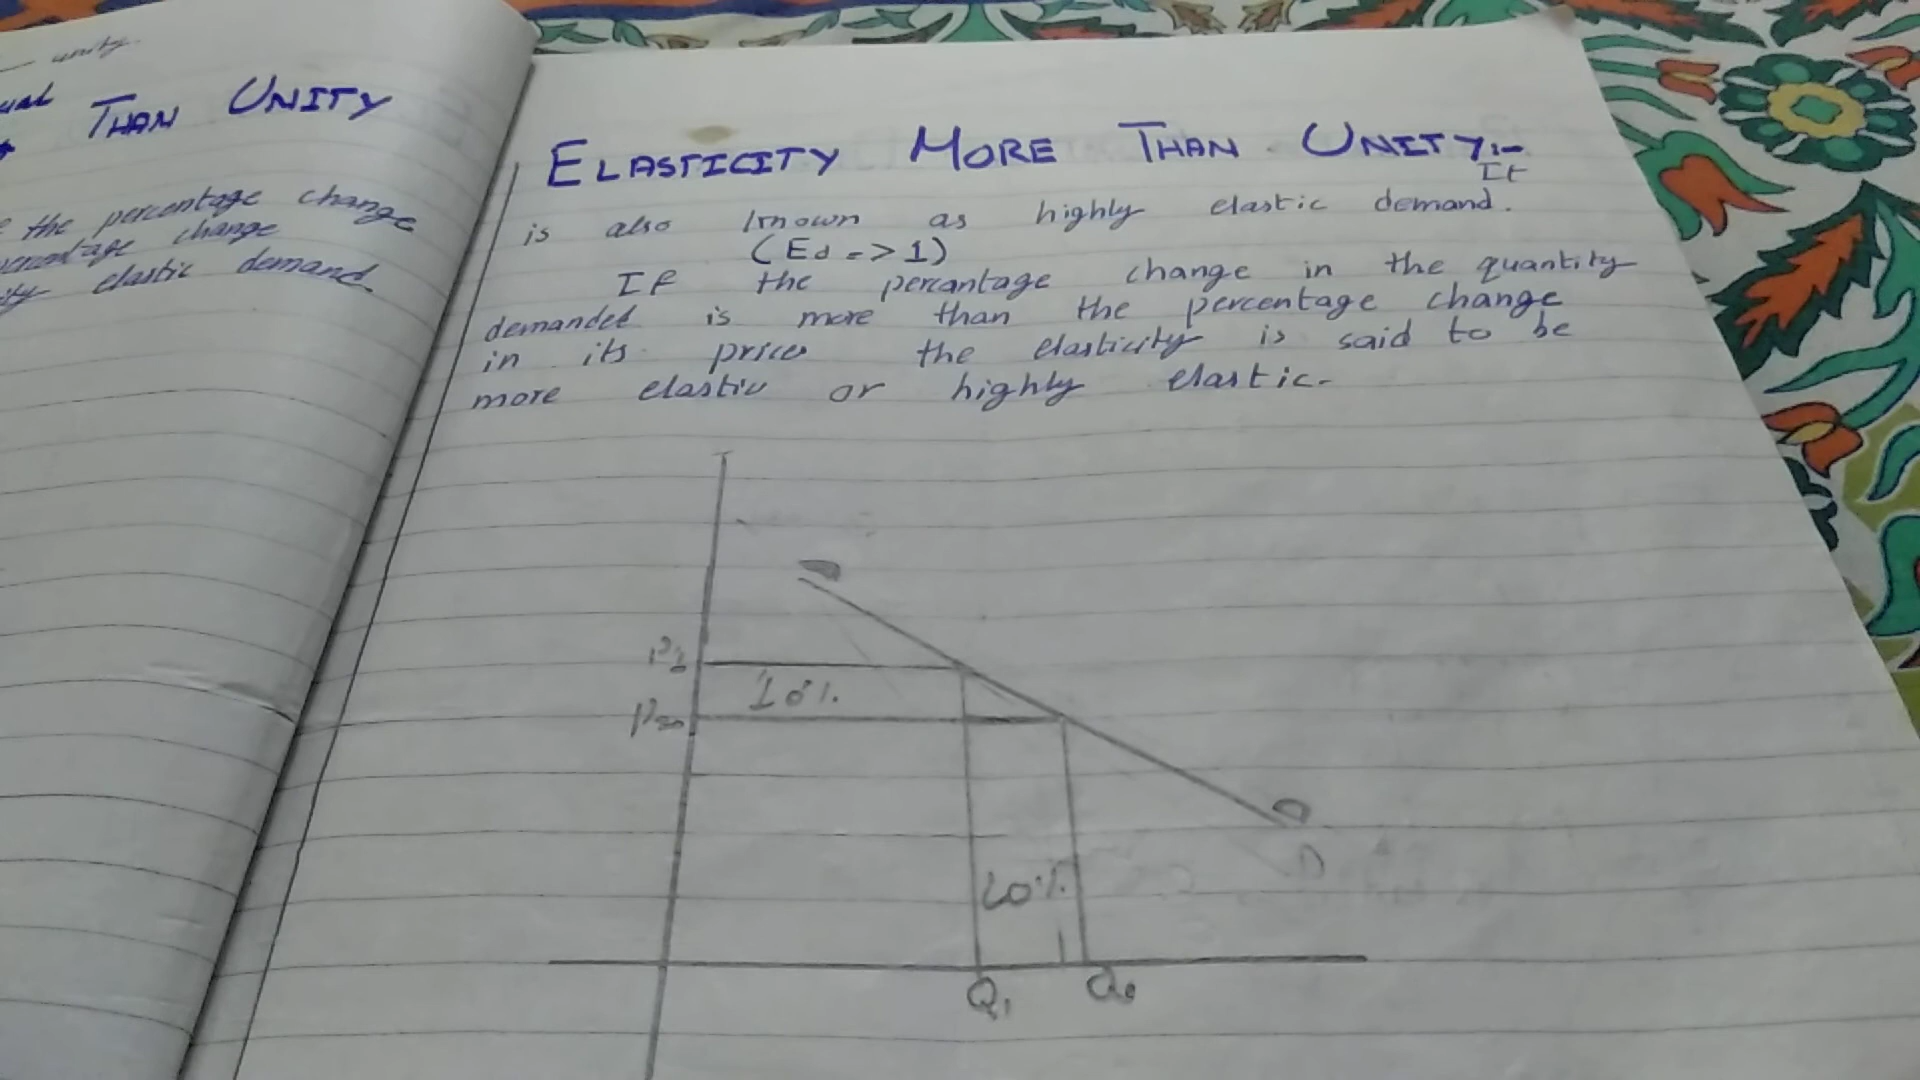 unity.
THAN UNITY
the percentage change
change
elastic demand.
ELASTICITY MORE THAN UNITY:-
It
is also known as highly elastic demand.
(Ed => 1)
If the percantage change in the quantity
demanded is more than the percentage change
in its price the elasticity is said to be
more elastic or highly elastic.
10%
D
Q1 Q0